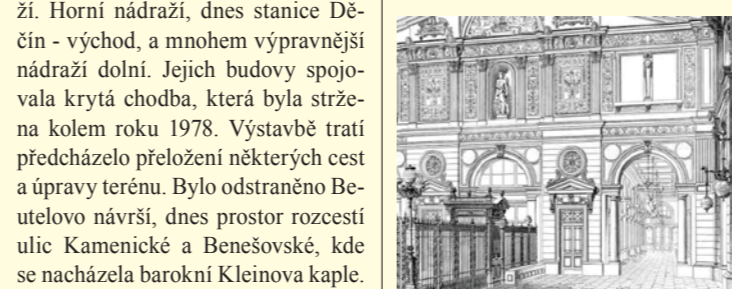 ží. Horní nádraží, dnes stanice Dě-
čín - východ, a mnohem výpravnější
nádraží dolní. Jejich budovy spojo-
vala krytá chodba, která byla strže-
na kolem roku 1978. Výstavbě tratí
předcházelo přeložení některých cest
a úpravy terénu. Bylo odstraněno Be-
utelovo návrší, dnes prostor rozcestí
ulic Kamenické a Benešovské, kde
se nacházela barokní Kleinova kaple.